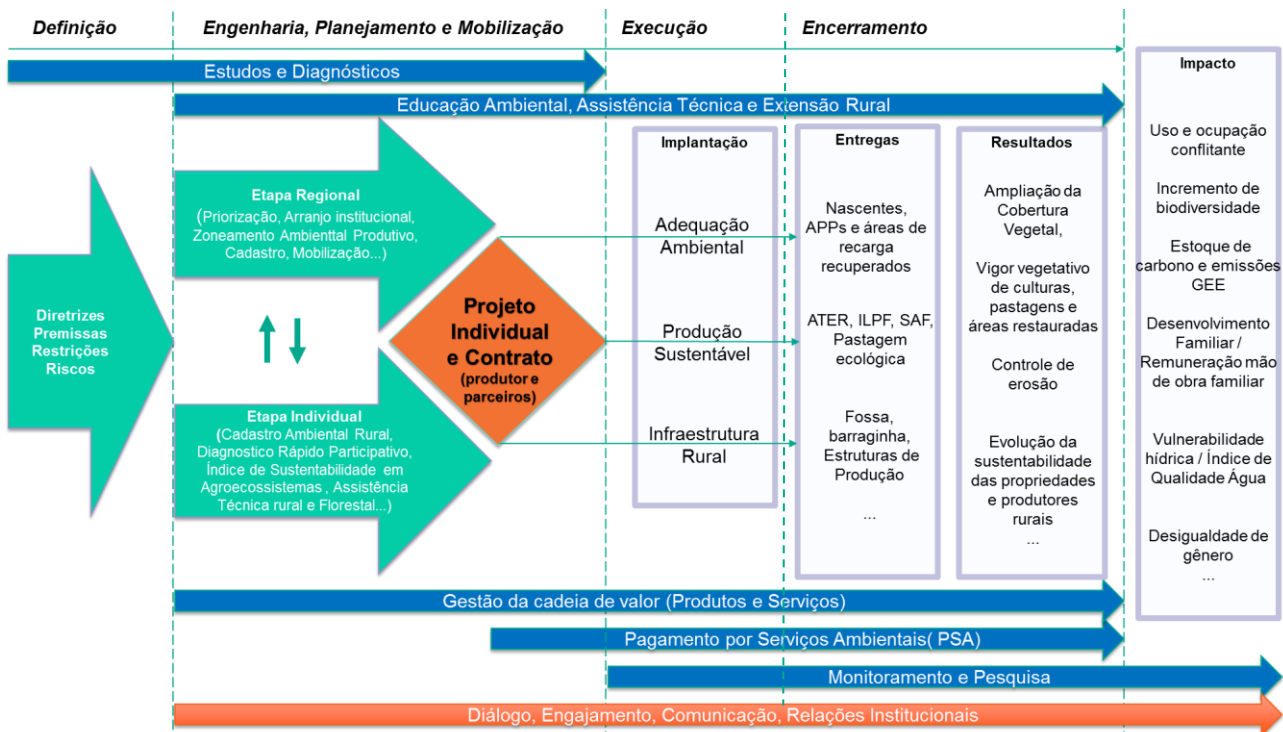 Definição
Engenharia, Planejamento e Mobilização
Execução
Encerramento
Estudos e Diagnósticos
Educação Ambiental, Assistência Técnica e Extensão Rural
Diretrizes
Premissas
Restrições
Riscos
Etapa Regional
(Priorização, Arranjo institucional,
Zoneamento Ambienttal Produtivo,
Cadastro, Mobilização...)
Etapa Individual
(Cadastro Ambiental Rural,
Diagnostico Rápido Participativo,
Índice de Sustentabilidade em
Agroecossistemas , Assistência
Técnica rural e Florestal...)
Projeto
Individual
e Contrato
(produtor e
parceiros)
Implantação
Adequação
Ambiental
Produção
Sustentável
Infraestrutura
Rural
Entregas
Nascentes,
APPs e áreas de
recarga
recuperados
ATER, ILPF, SAF,
Pastagem
ecológica
Fossa,
barraginha,
Estruturas de
Produção
...
Resultados
Ampliação da
Cobertura
Vegetal,
Vigor vegetativo
de culturas,
pastagens e
áreas restauradas
Controle de
erosão
Evolução da
sustentabilidade
das propriedades
e produtores
rurais
...
Impacto
Uso e ocupação
conflitante
Incremento de
biodiversidade
Estoque de
carbono e emissões
GEE
Desenvolvimento
Familiar /
Remuneração mão
de obra familiar
Vulnerabilidade
hídrica / Índice de
Qualidade Água
Desigualdade de
gênero
...
Gestão da cadeia de valor (Produtos e Serviços)
Pagamento por Serviços Ambientais( PSA)
Monitoramento e Pesquisa
Diálogo, Engajamento, Comunicação, Relações Institucionais